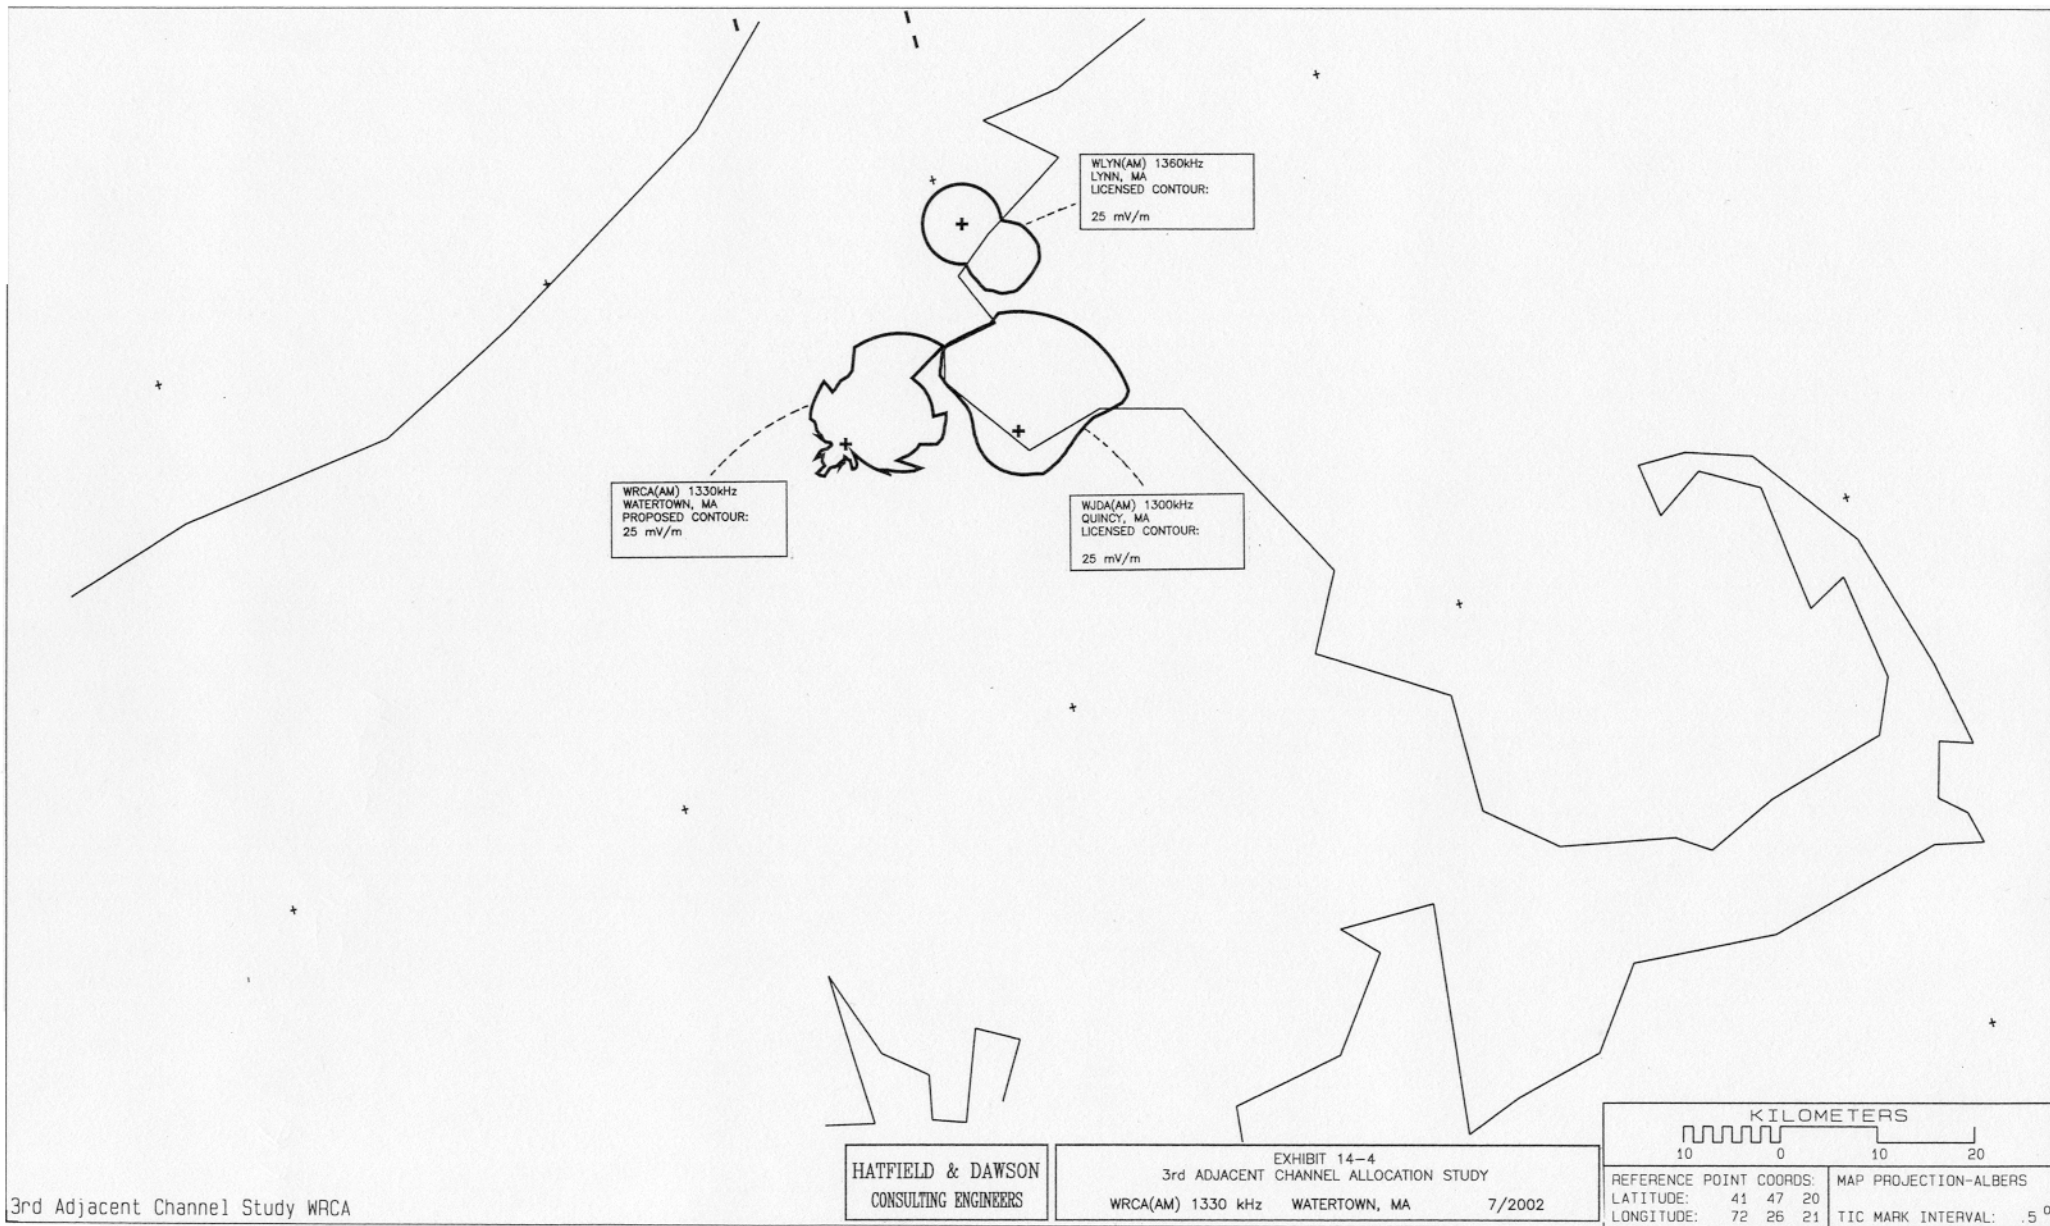 WLYN(AM) 1360kHz
LYNN, MA
LICENSED CONTOUR:
25 mV/m
WRCA(AM) 1330kHz
WATERTOWN, MA
PROPOSED CONTOUR:
25 mV/m
WJDA(AM) 1300kHz
QUINCY, MA
LICENSED CONTOUR:
25 mV/m
KILOMETERS
10 0 10 20
REFERENCE POINT COORDS:
LATITUDE: 41 47 20
LONGITUDE: 72 26 21
MAP PROJECTION-ALBERS
TIC MARK INTERVAL: .5°
HATFIELD & DAWSON
CONSULTING ENGINEERS
EXHIBIT 14-4
3rd ADJACENT CHANNEL ALLOCATION STUDY
WRCA(AM) 1330 kHz WATERTOWN, MA 7/2002
3rd Adjacent Channel Study WRCA